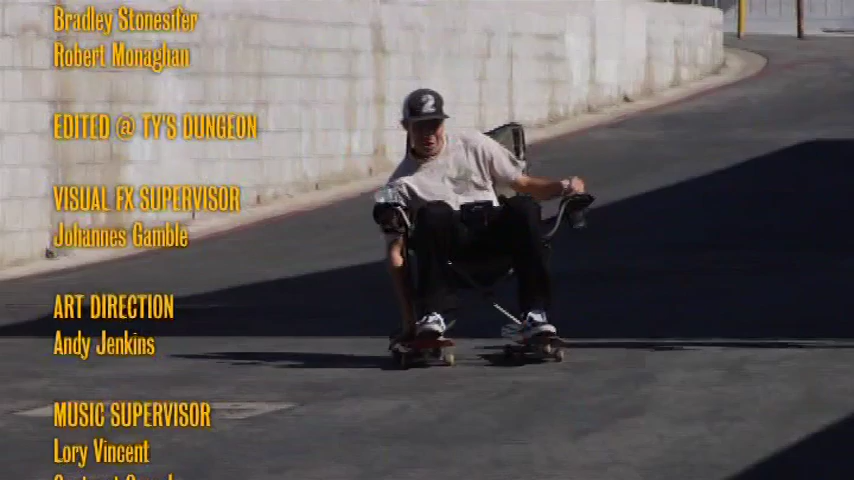 Bradley Stonesifer
Robert Monaghan
EDITED @ TY'S DUNGEON
VISUAL FX SUPERVISOR
Johannes Gamble
ART DIRECTION
Andy Jenkins
MUSIC SUPERVISOR
Lory Vincent
2